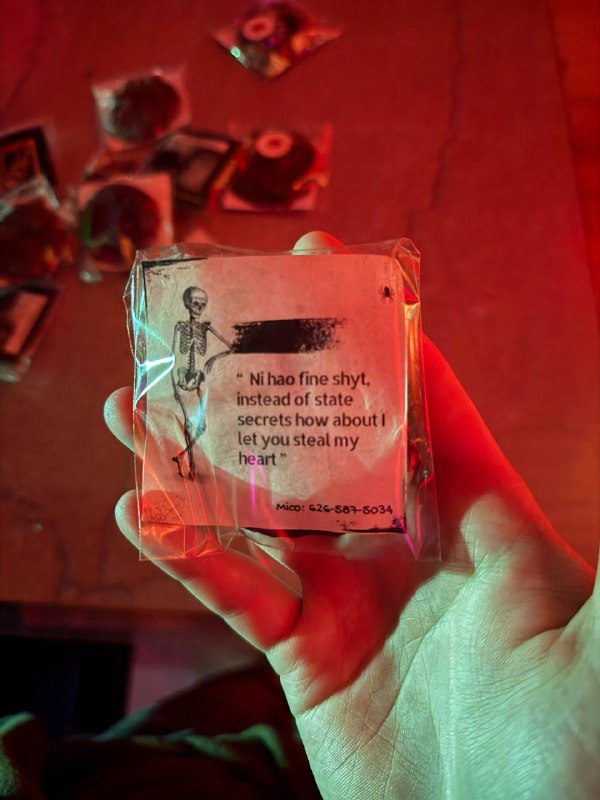 “ Ni hao fine shyt,
instead of state
secrets how about I
let you steal my
heart ”
Mico: 626-587-5034